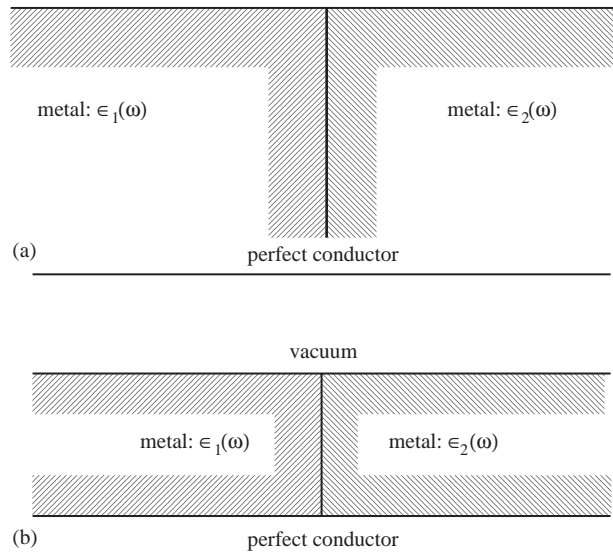 metal: ∈1(ω) metal: ∈2(ω)
(a)
perfect conductor
vacuum
metal: ∈1(ω) metal: ∈2(ω)
(b)
perfect conductor